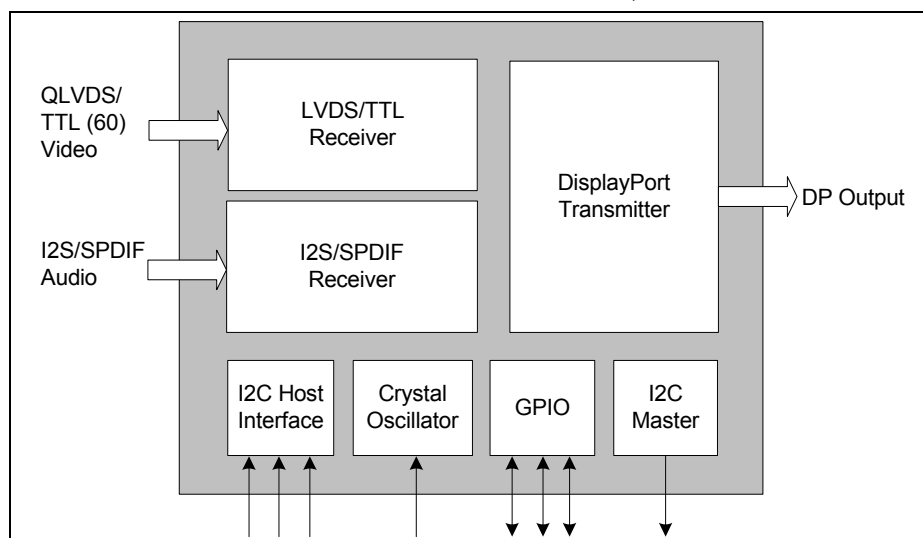 QLVDS/
TTL (60)
Video
LVDS/TTL
Receiver
DisplayPort
Transmitter
DP Output
I2S/SPDIF
Audio
I2S/SPDIF
Receiver
I2C Host
Interface
Crystal
Oscillator
GPIO
I2C
Master